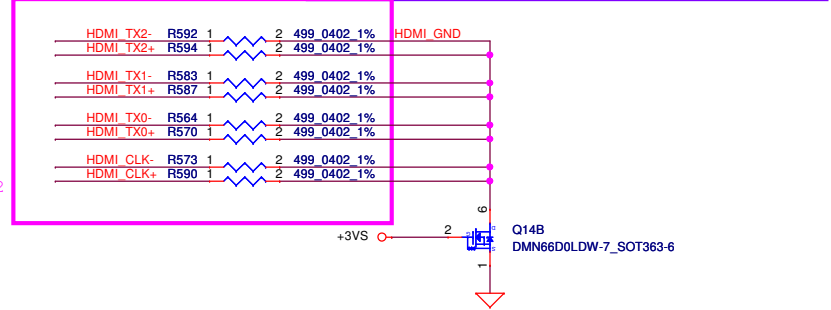 HDMI_TX2- R592 1 2 499_0402_1% HDMI_GND
HDMI_TX2+ R594 1 2 499_0402_1%
HDMI_TX1- R583 1 2 499_0402_1%
HDMI_TX1+ R587 1 2 499_0402_1%
HDMI_TX0- R564 1 2 499_0402_1%
HDMI_TX0+ R570 1 2 499_0402_1%
HDMI_CLK- R573 1 2 499_0402_1%
HDMI_CLK+ R590 1 2 499_0402_1%
6
+3VS 2 Q14B
DMN66D0LDW-7_SOT363-6
1